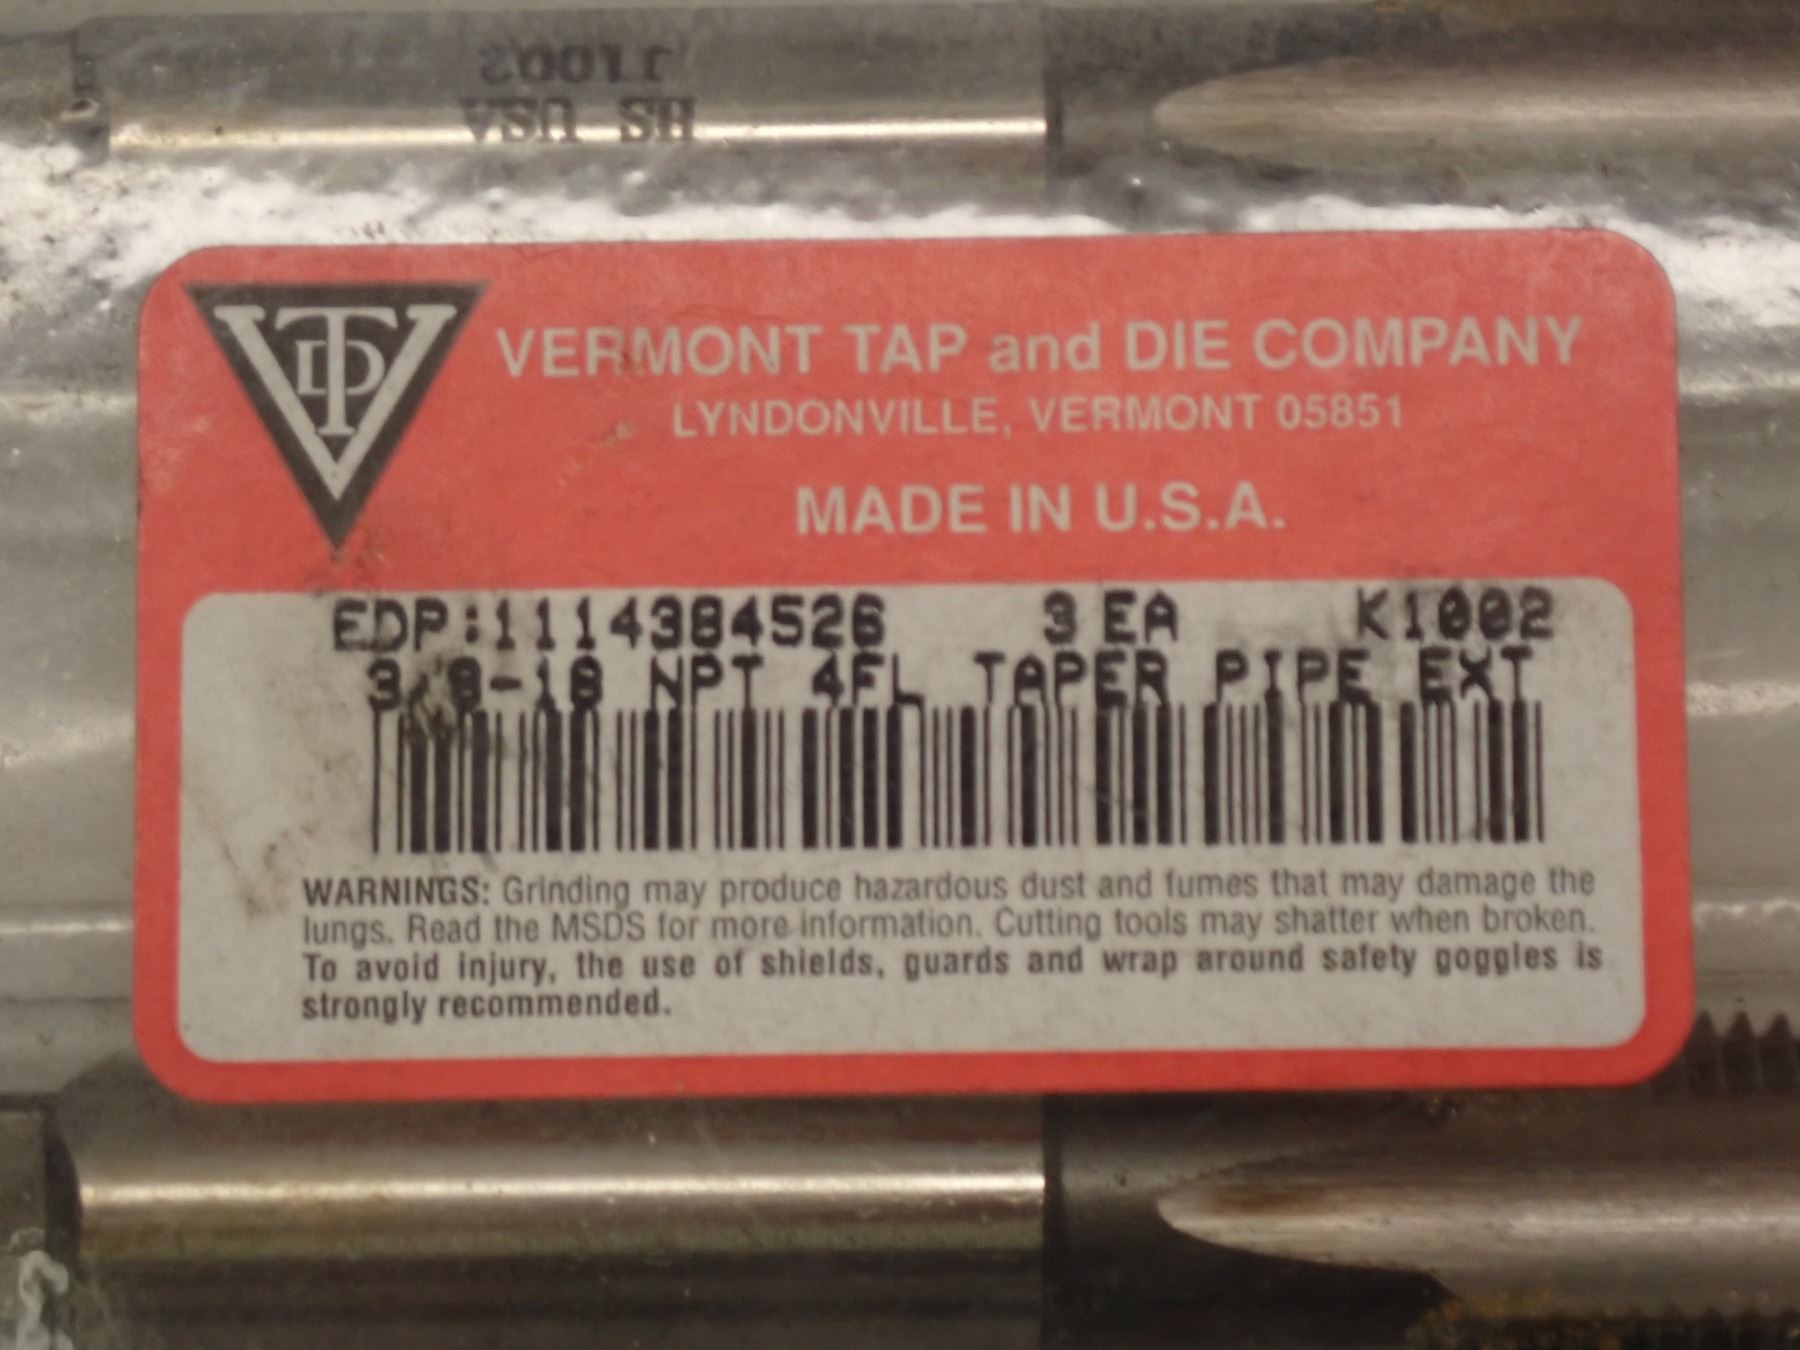 11002
HS USA
VTD
VERMONT TAP and DIE COMPANY
LYNDONVILLE, VERMONT 05851
MADE IN U.S.A.
EDP:1114384526 3 EA K1002
3/8-18 NPT 4FL TAPER PIPE EXT
WARNINGS: Grinding may produce hazardous dust and fumes that may damage the
lungs. Read the MSDS for more information. Cutting tools may shatter when broken.
To avoid injury, the use of shields, guards and wrap around safety goggles is
strongly recommended.